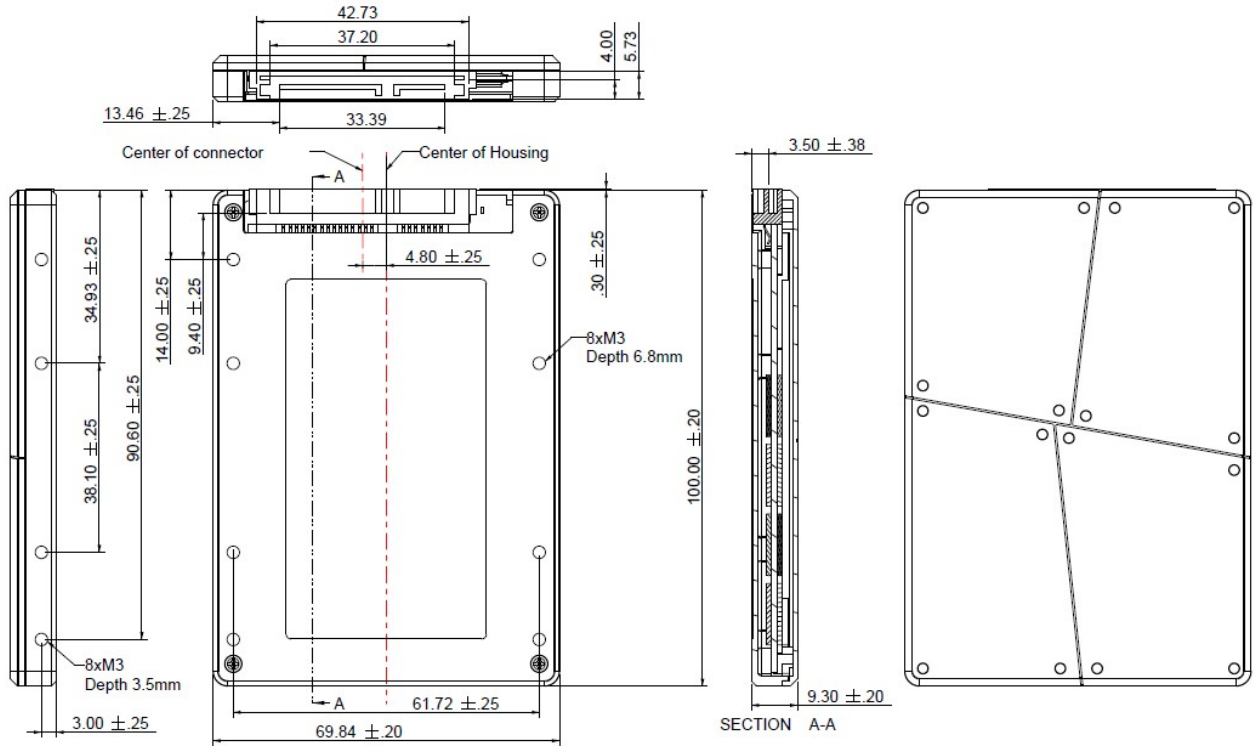 42.73
37.20
4.00
5.73
13.46 ±.25
33.39
Center of connector
Center of Housing
3.50 ±.38
A
4.80 ±.25
.30 ±.25
34.93 ±.25
14.00 ±.25
9.40 ±.25
8xM3
Depth 6.8mm
38.10 ±.25
90.60 ±.25
100.00 ±.20
8xM3
Depth 3.5mm
3.00 ±.25
A
61.72 ±.25
69.84 ±.20
9.30 ±.20
SECTION A-A